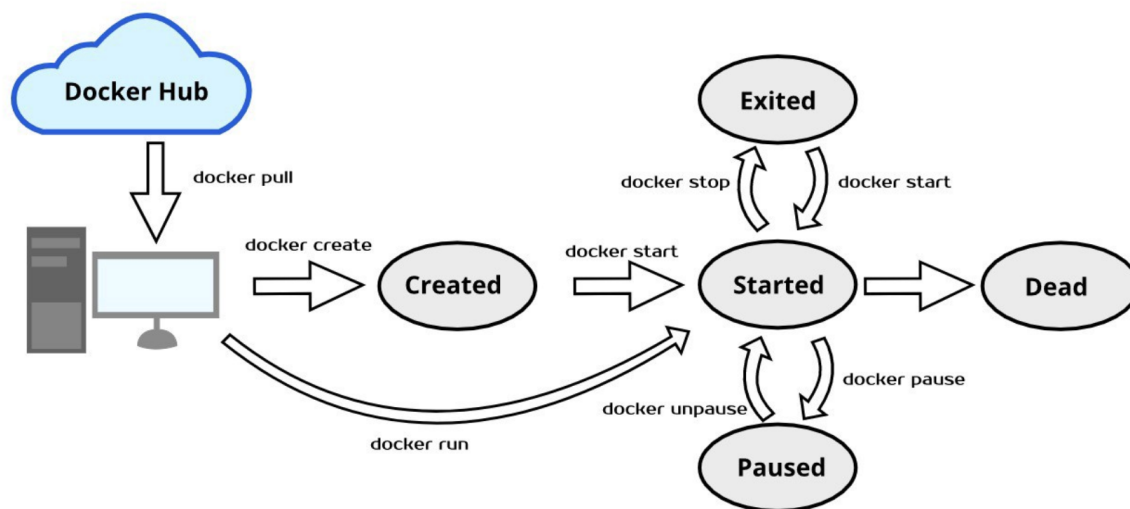 Docker Hub
docker pull
Exited
docker stop
docker start
docker create
Created
docker start
Started
Dead
docker run
docker unpause
docker pause
Paused